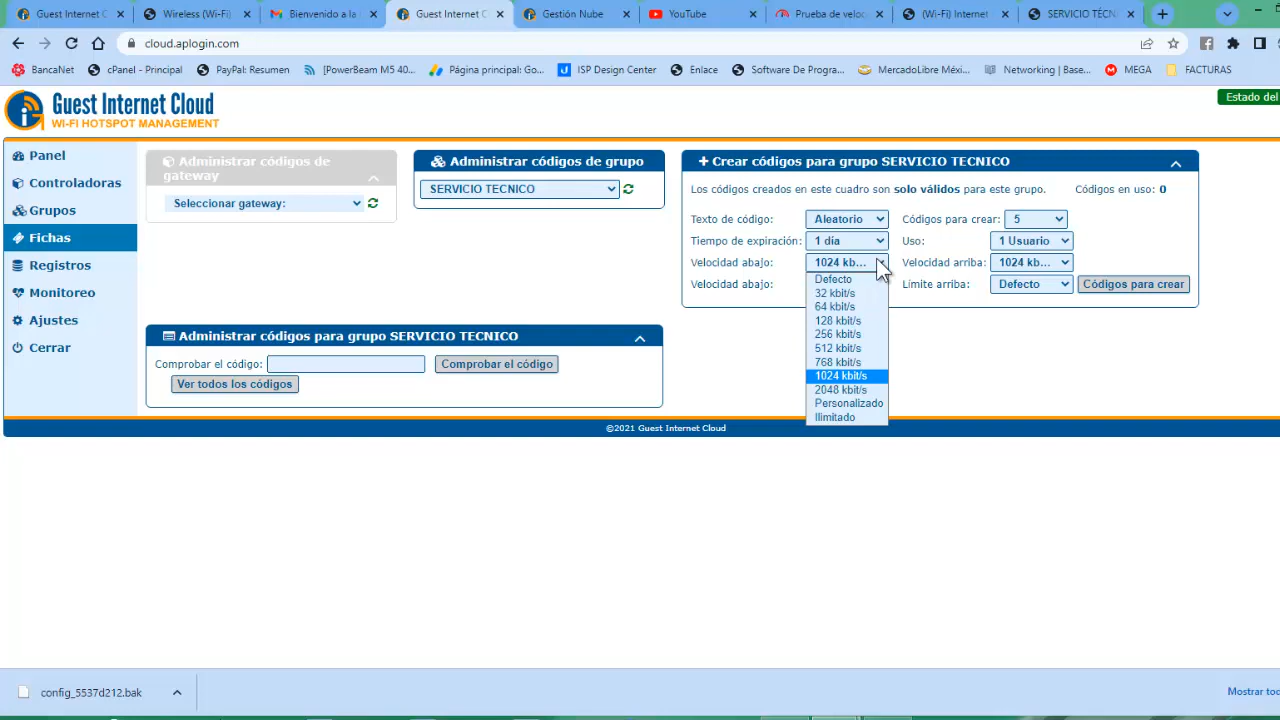 Guest Internet C
Wireless (Wi-Fi)
Bienvenido a la
Guest Internet C
Gestión Nube
YouTube
Prueba de veloc
(Wi-Fi) Internet
SERVICIO TÉCN
cloud.aplogin.com
BancaNet
cPanel - Principal
PayPal: Resumen
[PowerBeam M5 40...
Página principal: Go...
ISP Design Center
Enlace
Software De Progra...
MercadoLibre Méxi...
Networking | Base...
MEGA
FACTURAS
Guest Internet Cloud
WI-FI HOTSPOT MANAGEMENT
Estado del
Panel
Controladoras
Grupos
Fichas
Registros
Monitoreo
Ajustes
Cerrar
Administrar códigos de
gateway
Seleccionar gateway:
Administrar códigos de grupo
SERVICIO TECNICO
Crear códigos para grupo SERVICIO TECNICO
Los códigos creados en este cuadro son solo válidos para este grupo. Códigos en uso: 0
Texto de código: Aleatorio Códigos para crear: 5
Tiempo de expiración: 1 día Uso: 1 Usuario
Velocidad abajo: 1024 kb... Velocidad arriba: 1024 kb...
Velocidad abajo: Límite arriba: Defecto Códigos para crear
Defecto
32 kbit/s
64 kbit/s
128 kbit/s
256 kbit/s
512 kbit/s
768 kbit/s
1024 kbit/s
2048 kbit/s
Personalizado
Ilimitado
Administrar códigos para grupo SERVICIO TECNICO
Comprobar el código: Comprobar el código
Ver todos los códigos
©2021 Guest Internet Cloud
config_5537d212.bak
Mostrar tod